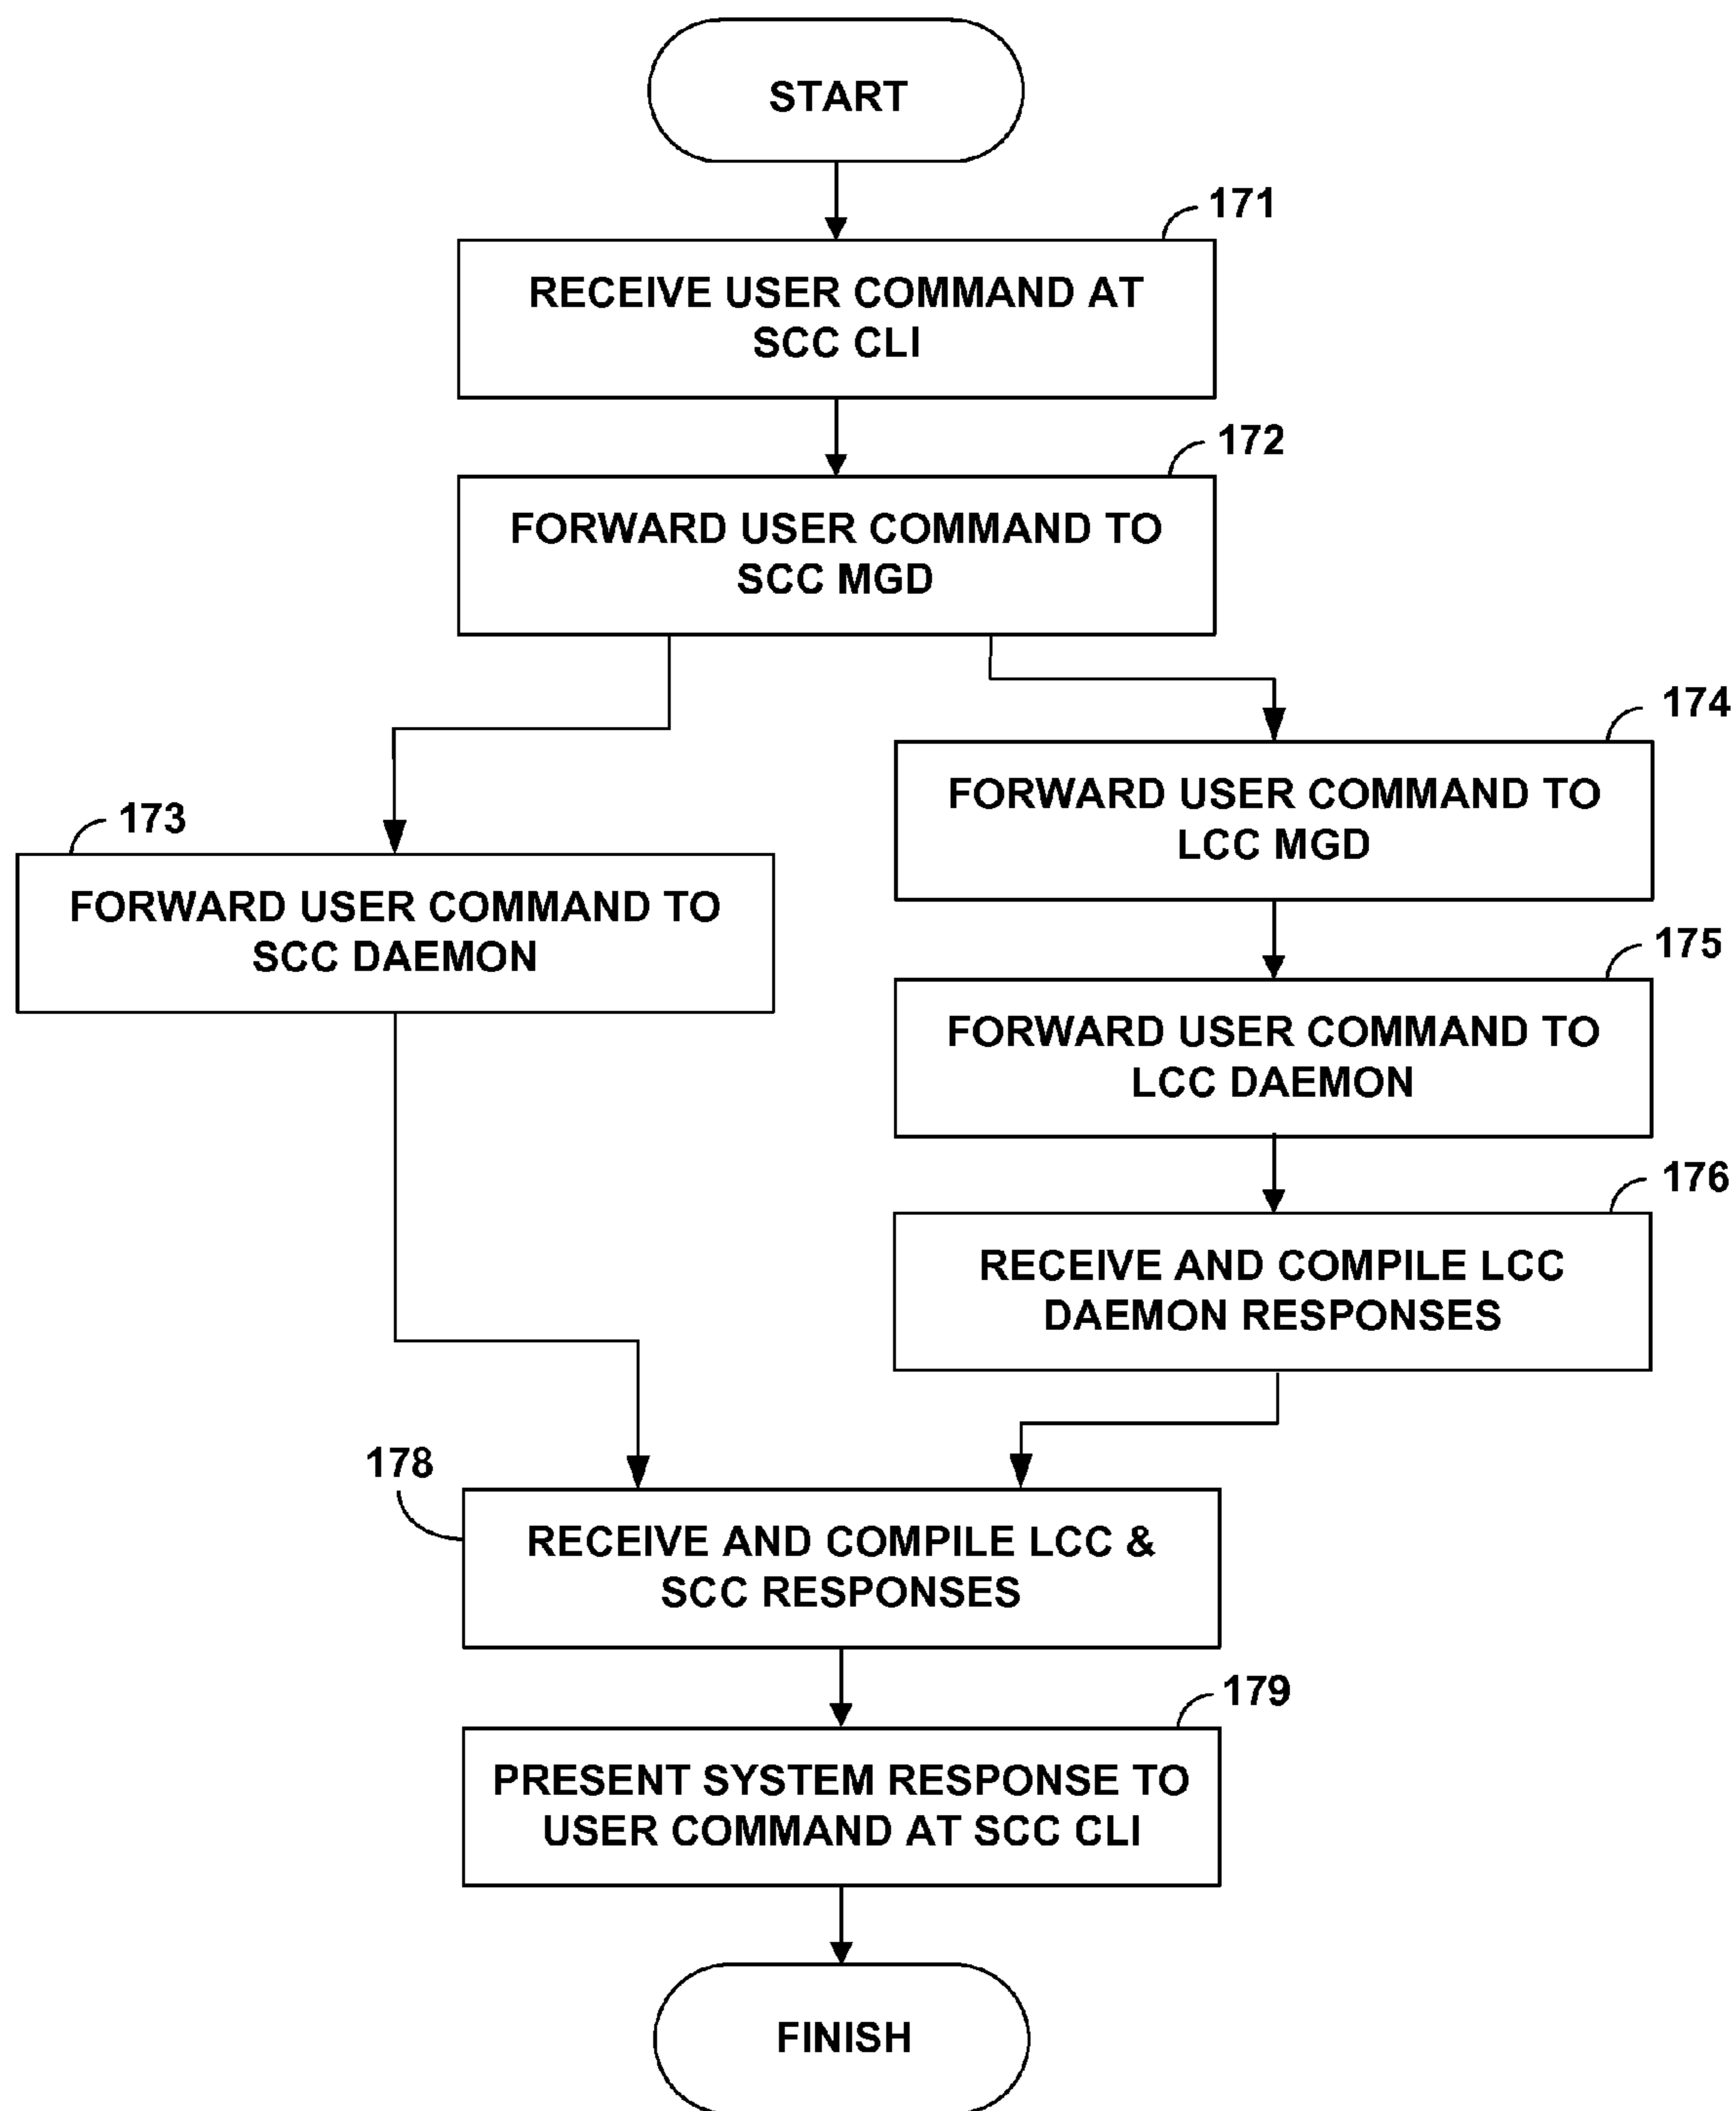 START
171
RECEIVE USER COMMAND AT
SCC CLI
172
FORWARD USER COMMAND TO
SCC MGD
174
FORWARD USER COMMAND TO
LCC MGD
173
FORWARD USER COMMAND TO
SCC DAEMON
175
FORWARD USER COMMAND TO
LCC DAEMON
176
RECEIVE AND COMPILE LCC
DAEMON RESPONSES
178
RECEIVE AND COMPILE LCC &
SCC RESPONSES
179
PRESENT SYSTEM RESPONSE TO
USER COMMAND AT SCC CLI
FINISH